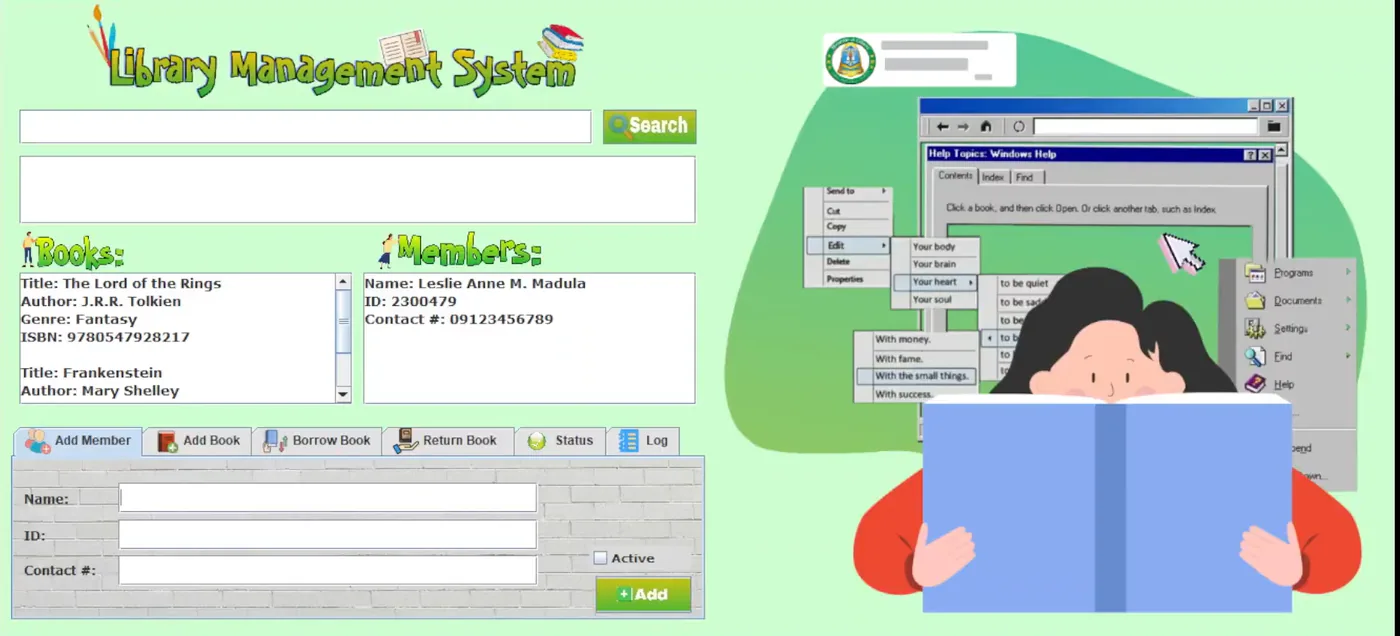 Library Management System
Search
Books:
Members:
Title: The Lord of the Rings
Author: J.R.R. Tolkien
Genre: Fantasy
ISBN: 9780547928217
Title: Frankenstein
Author: Mary Shelley
Name: Leslie Anne M. Madula
ID: 2300479
Contact #: 09123456789
Add Member
Add Book
Borrow Book
Return Book
Status
Log
Name:
ID:
Contact #:
Active
Add
Help Topics: Windows Help
Contents
Index
Find
Click a book, and then click Open. Or click another tab, such as Index.
Send to
Cut
Copy
Edit
Delete
Properties
Your body
Your brain
Your heart
Your soul
to be quiet
to be
to be
to
to
With money.
With fame.
With the small things.
With success.
Programs
Documents
Settings
Find
Help